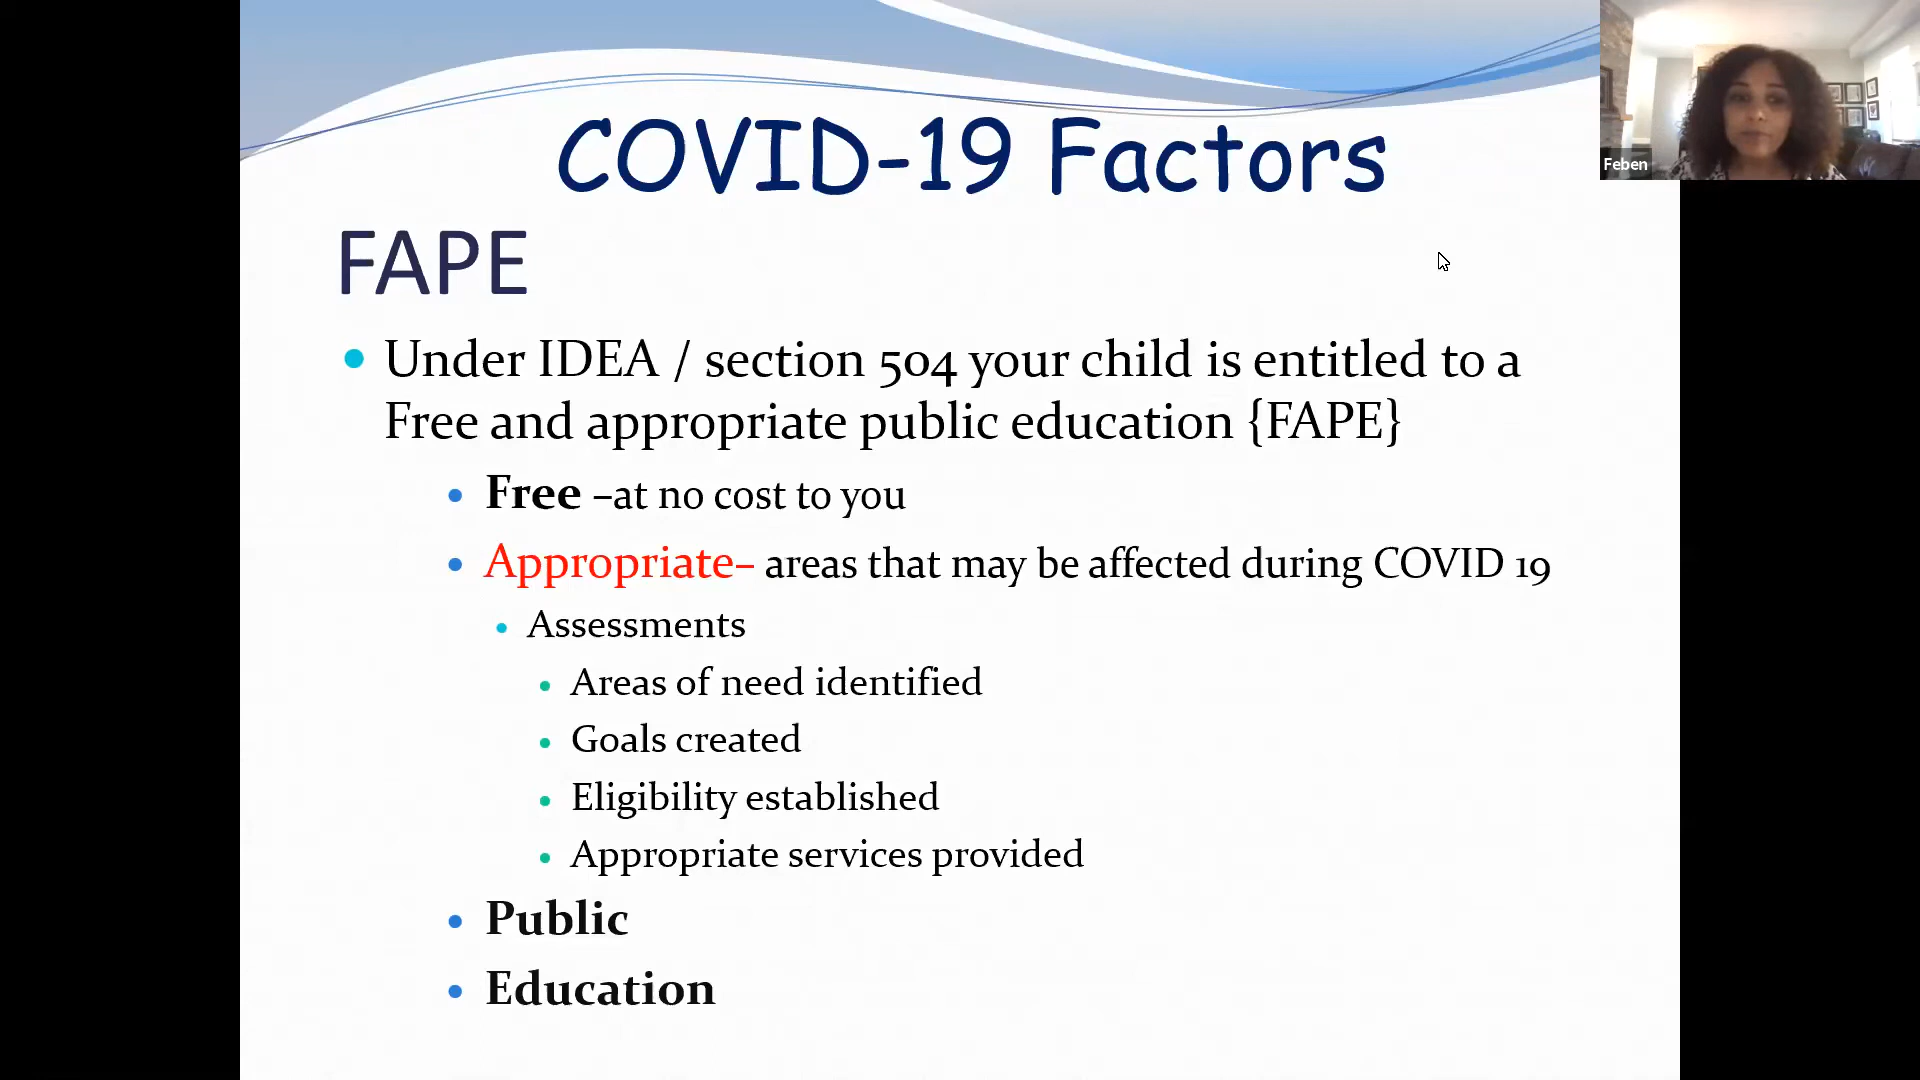 COVID-19 Factors
Feben
FAPE
Under IDEA / section 504 your child is entitled to a
Free and appropriate public education {FAPE}
Free –at no cost to you
Appropriate– areas that may be affected during COVID 19
Assessments
Areas of need identified
Goals created
Eligibility established
Appropriate services provided
Public
Education